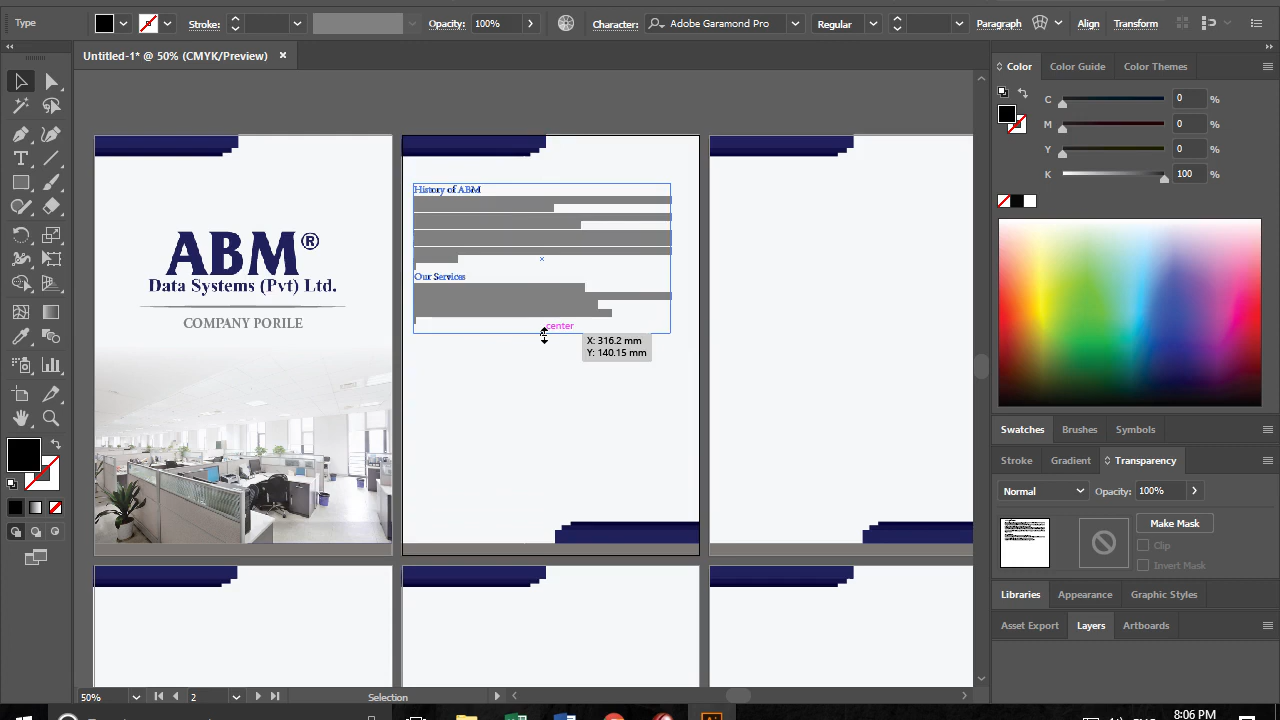 Type
Stroke:
Opacity: 100%
Character: Adobe Garamond Pro
Regular
Paragraph
Align
Transform
Untitled-1* @ 50% (CMYK/Preview)
Color
Color Guide
Color Themes
C 0 %
M 0 %
Y 0 %
K 100 %
ABM®
Data Systems (Pvt) Ltd.
COMPANY PORILE
History of ABM
Our Services
center
X: 316.2 mm
Y: 140.15 mm
Swatches
Brushes
Symbols
Stroke
Gradient
Transparency
Normal
Opacity: 100%
Make Mask
Clip
Invert Mask
Libraries
Appearance
Graphic Styles
Asset Export
Layers
Artboards
50%
2
Selection
8:06 PM